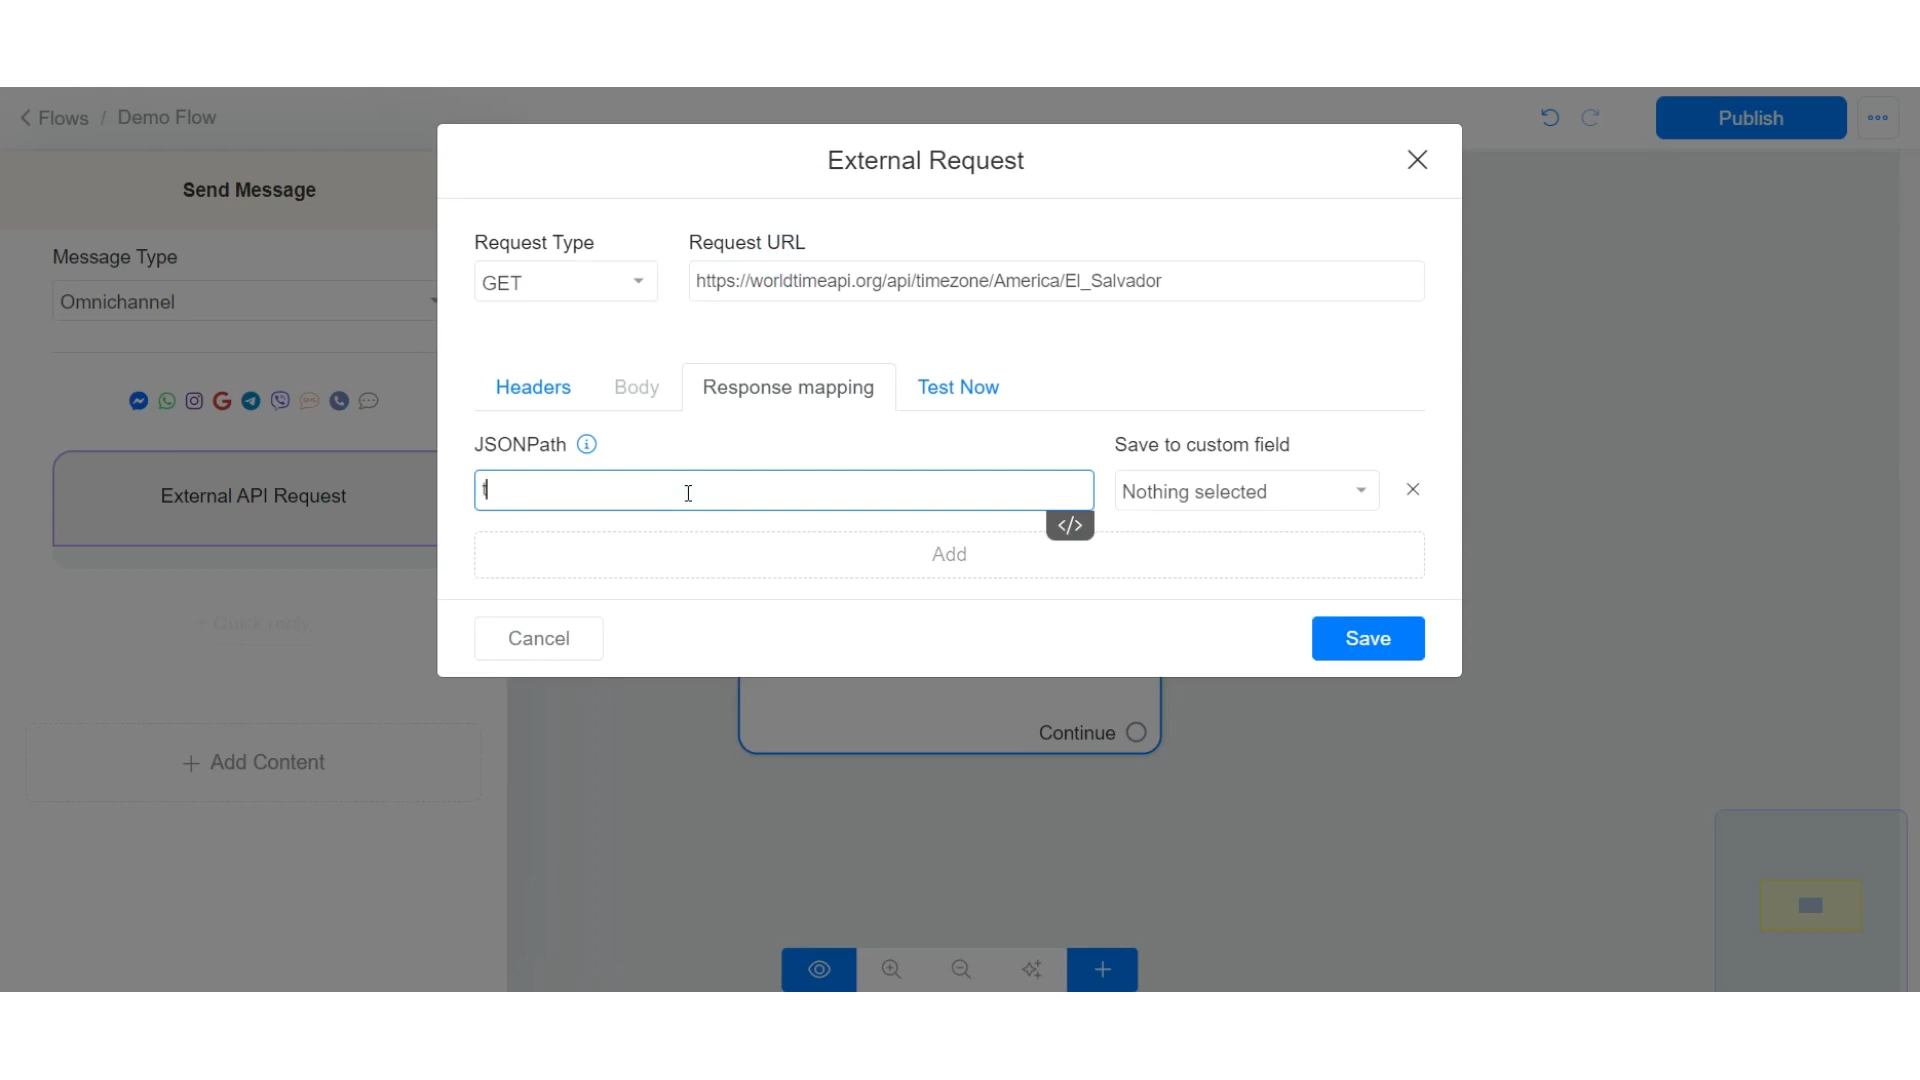 Flows / Demo Flow
Publish
Send Message
Message Type
Omnichannel
External API Request
+ Quick reply
+ Add Content
External Request
Request Type
Request URL
GET
https://worldtimeapi.org/api/timezone/America/El_Salvador
Headers
Body
Response mapping
Test Now
JSONPath
Save to custom field
t
Nothing selected
</>
Add
Cancel
Save
Continue